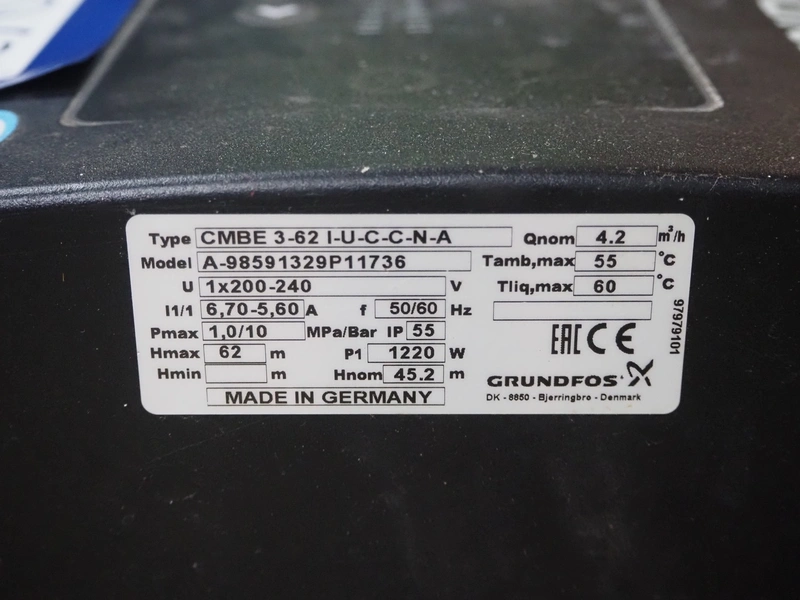 Type CMBE 3-62 I-U-C-C-N-A Qnom 4.2 m³/h
Model A-98591329P11736 Tamb,max 55 °C
U 1x200-240 V Tliq,max 60 °C
I1/1 6,70-5,60 A f 50/60 Hz
Pmax 1,0/10 MPa/Bar IP 55
Hmax 62 m P1 1220 W
Hmin m Hnom 45.2 m
MADE IN GERMANY
EAC CE
GRUNDFOS
DK - 8850 - Bjerringbro - Denmark
97979101